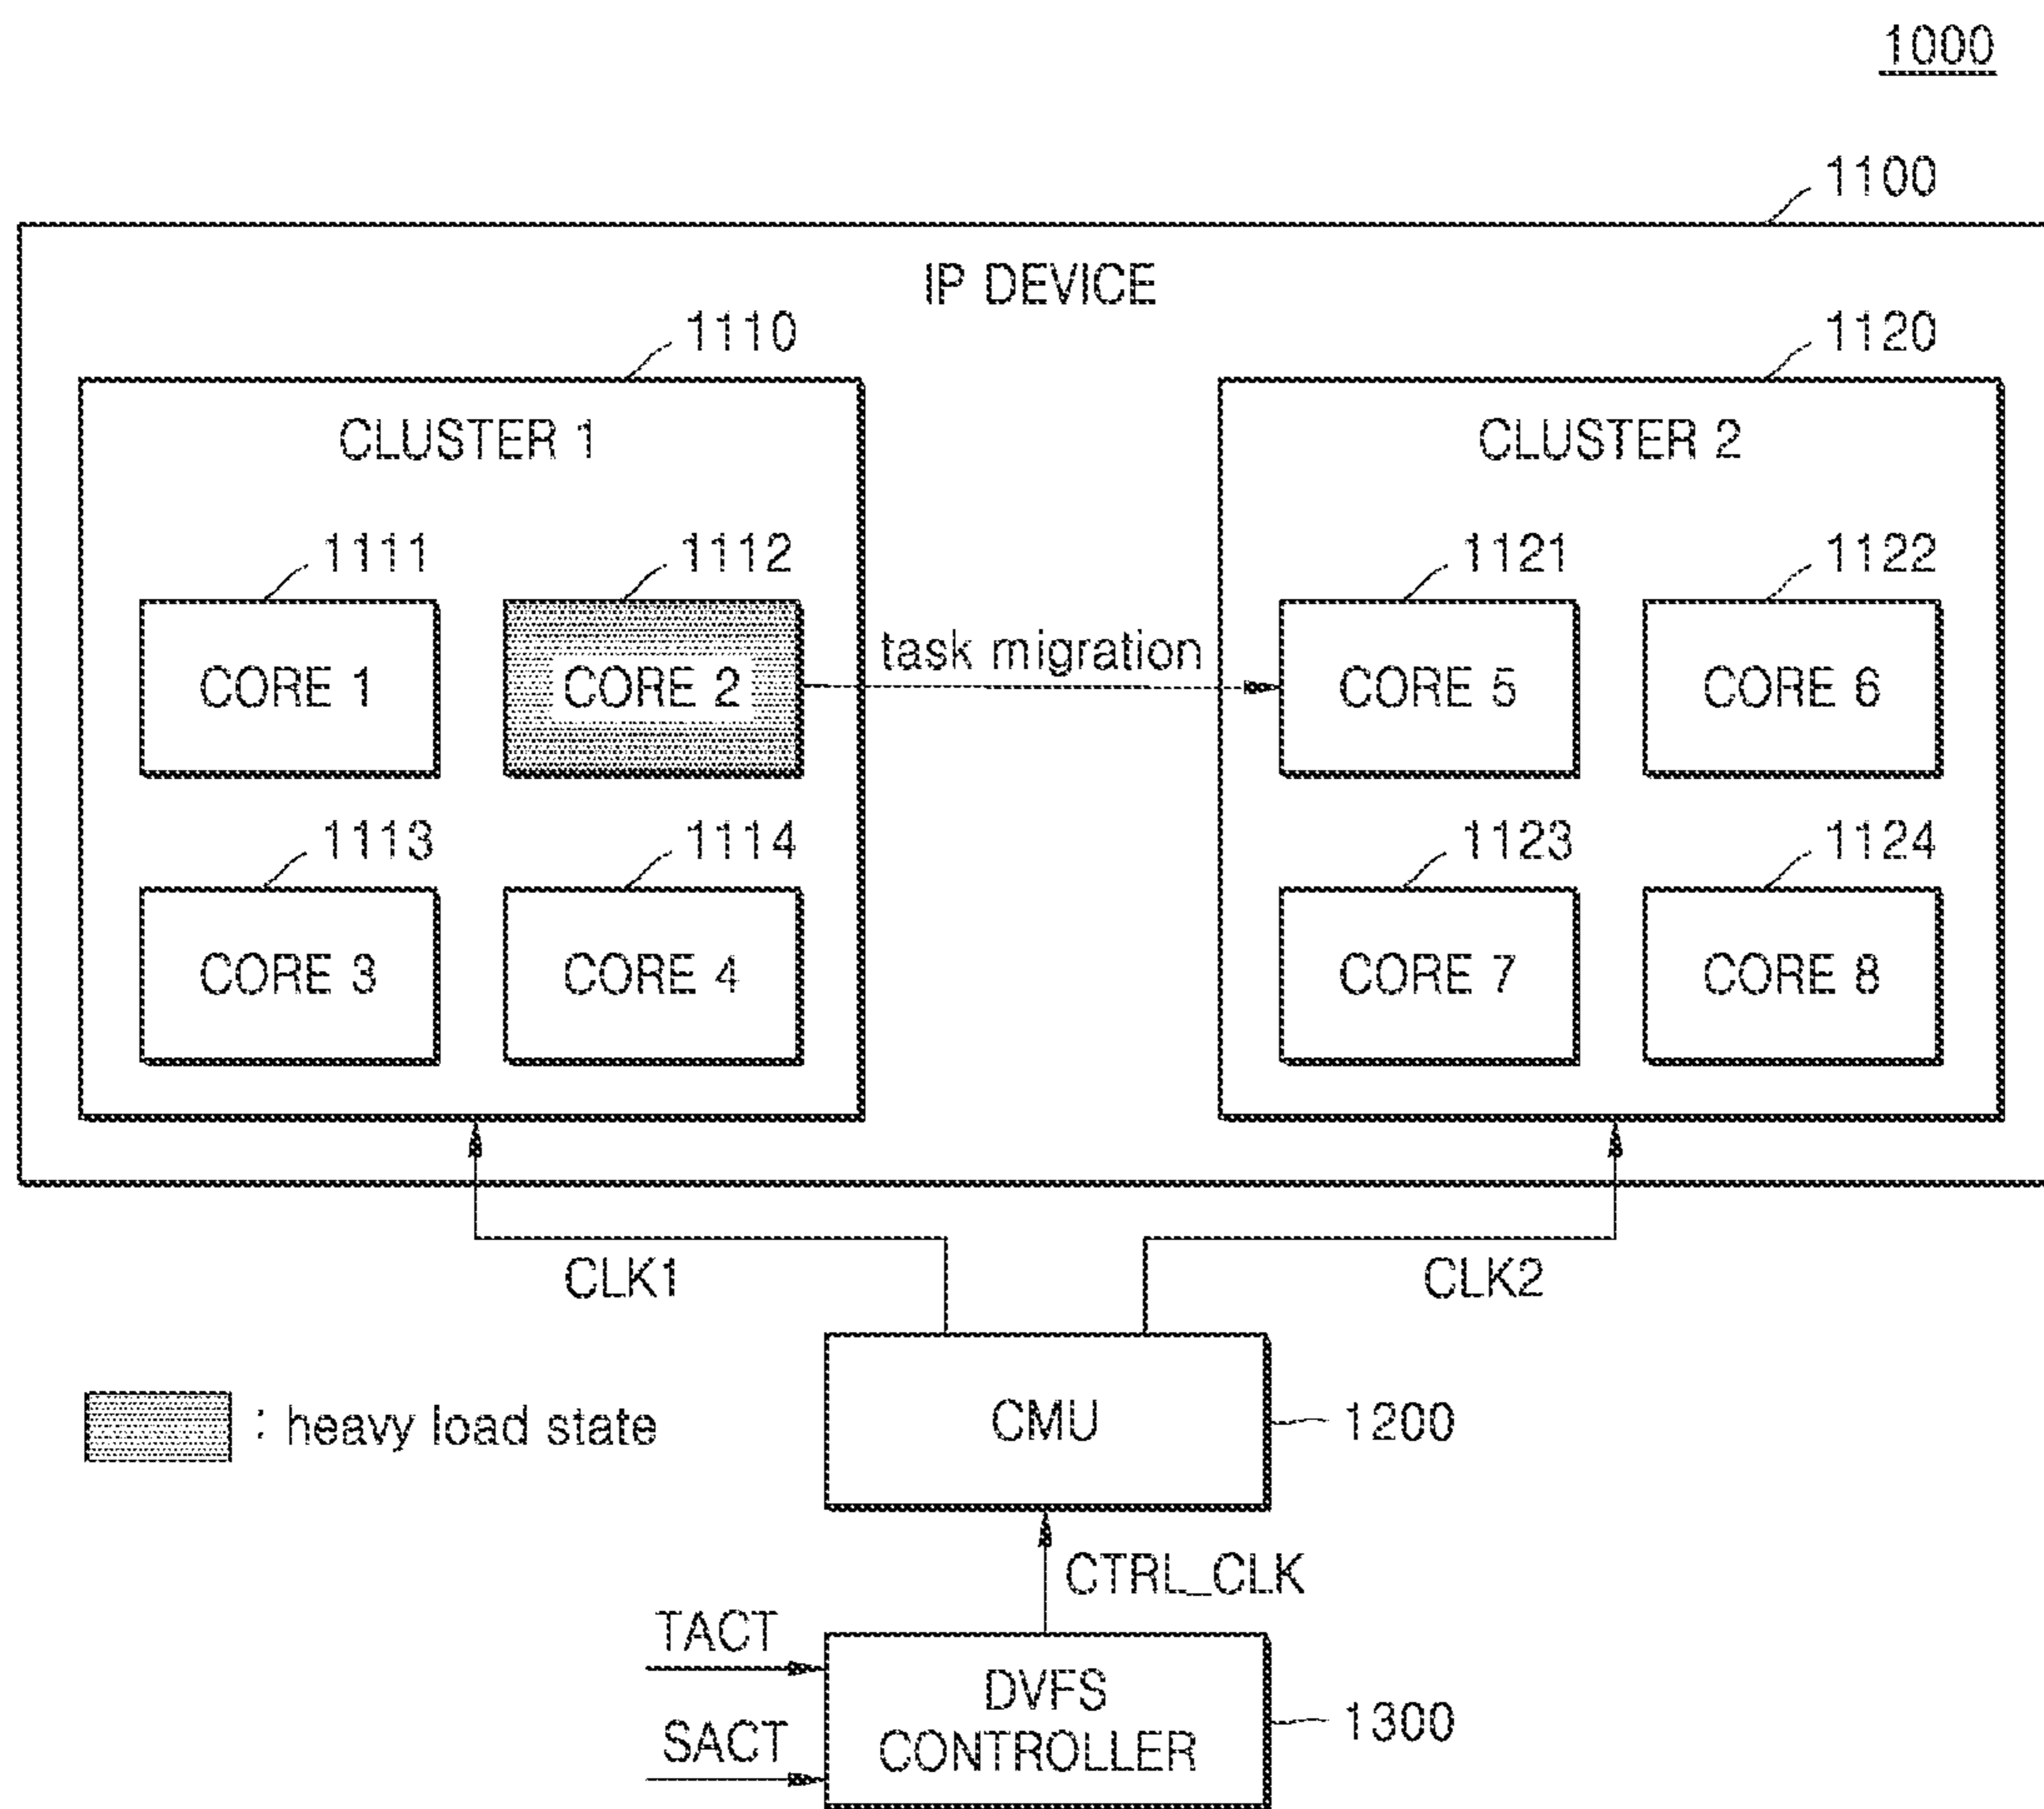 1000
1100
IP DEVICE
1110
1120
CLUSTER 1
CLUSTER 2
1111
1112
1121
1122
CORE 1
CORE 2
task migration
CORE 5
CORE 6
1113
1114
1123
1124
CORE 3
CORE 4
CORE 7
CORE 8
CLK1
CLK2
CMU
1200
: heavy load state
CTRL_CLK
TACT
SACT
DVFS
CONTROLLER
1300